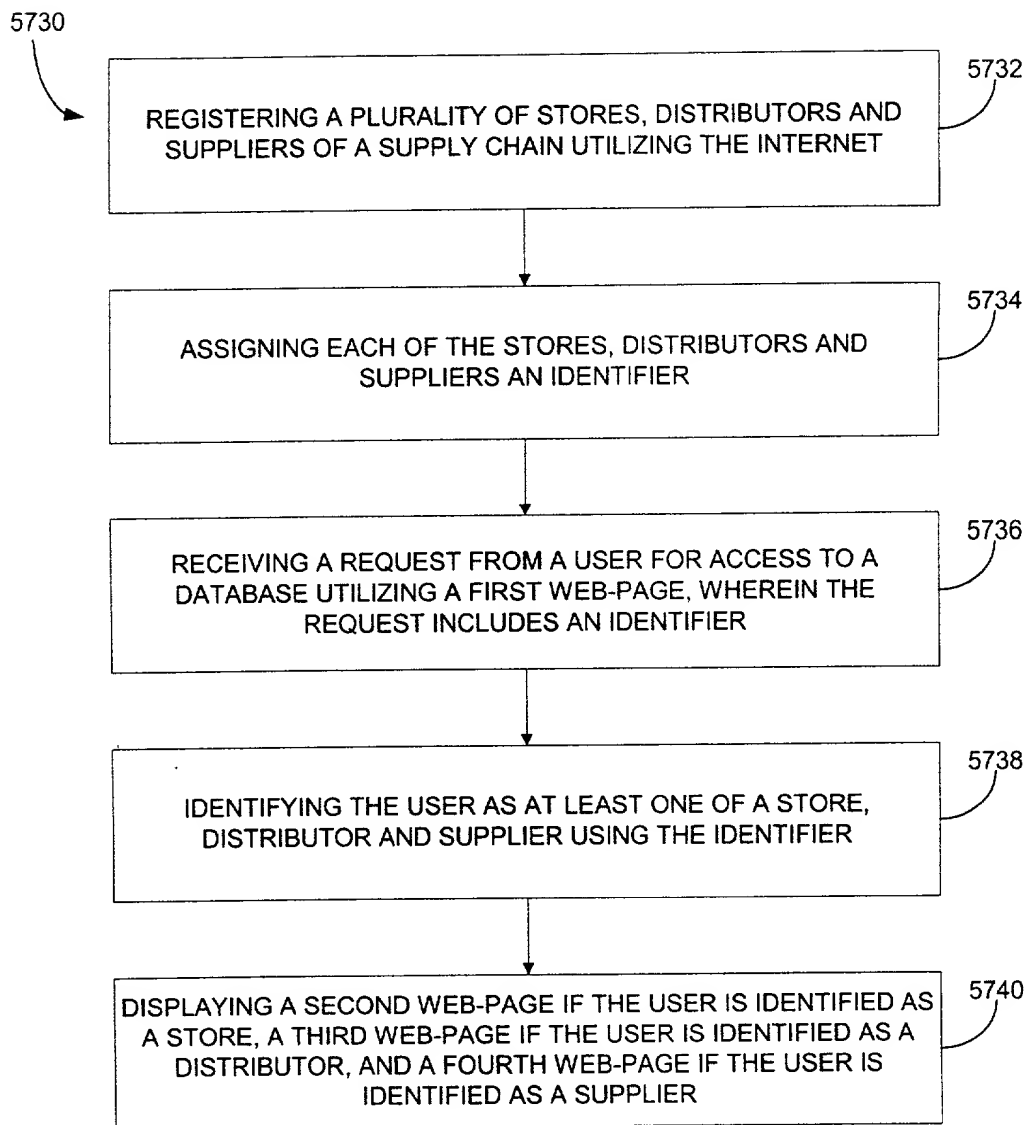 5730
5732
REGISTERING A PLURALITY OF STORES, DISTRIBUTORS AND
SUPPLIERS OF A SUPPLY CHAIN UTILIZING THE INTERNET
5734
ASSIGNING EACH OF THE STORES, DISTRIBUTORS AND
SUPPLIERS AN IDENTIFIER
5736
RECEIVING A REQUEST FROM A USER FOR ACCESS TO A
DATABASE UTILIZING A FIRST WEB-PAGE, WHEREIN THE
REQUEST INCLUDES AN IDENTIFIER
5738
IDENTIFYING THE USER AS AT LEAST ONE OF A STORE,
DISTRIBUTOR AND SUPPLIER USING THE IDENTIFIER
5740
DISPLAYING A SECOND WEB-PAGE IF THE USER IS IDENTIFIED AS
A STORE, A THIRD WEB-PAGE IF THE USER IS IDENTIFIED AS A
DISTRIBUTOR, AND A FOURTH WEB-PAGE IF THE USER IS
IDENTIFIED AS A SUPPLIER